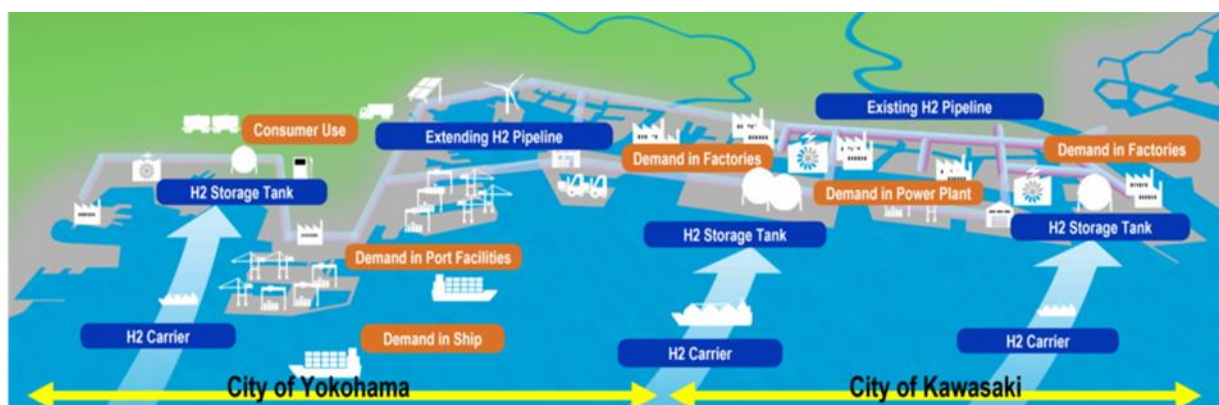 Existing H2 Pipeline
Consumer Use
Extending H2 Pipeline
Demand in Factories
Demand in Factories
H2 Storage Tank
Demand in Power Plant
H2 Storage Tank
H2 Storage Tank
Demand in Port Facilities
H2 Carrier
Demand in Ship
H2 Carrier
H2 Carrier
City of Yokohama
City of Kawasaki